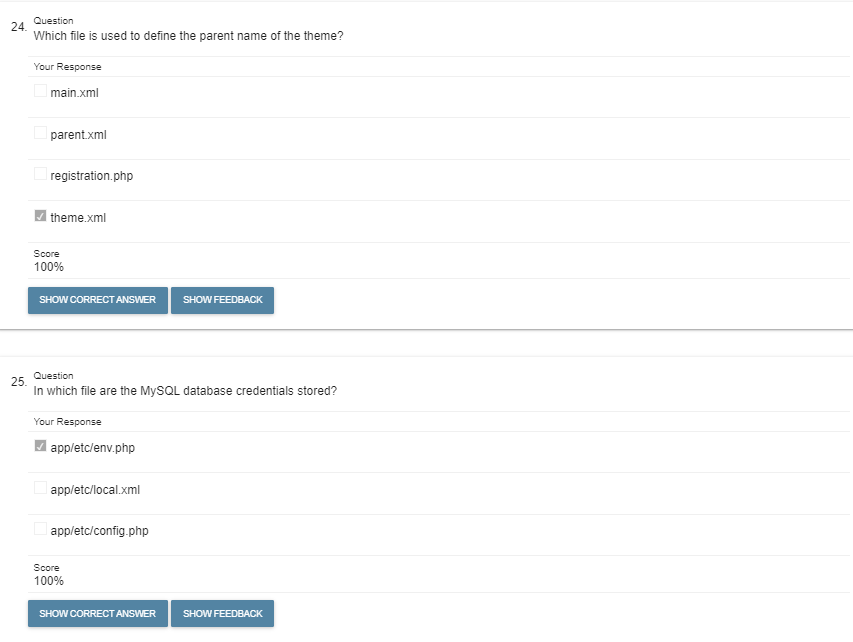 24.
Question
Which file is used to define the parent name of the theme?
Your Response
main.xml
parent.xml
registration.php
theme.xml
Score
100%
SHOW CORRECT ANSWER SHOW FEEDBACK
25.
Question
In which file are the MySQL database credentials stored?
Your Response
app/etc/env.php
app/etc/local.xml
app/etc/config.php
Score
100%
SHOW CORRECT ANSWER SHOW FEEDBACK